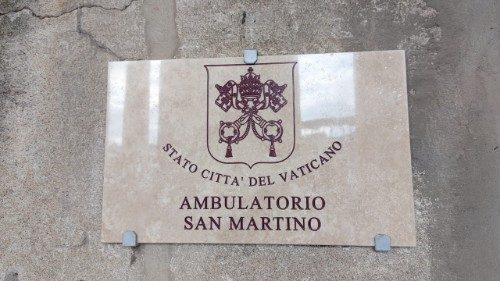 STATO CITTA' DEL VATICANO
AMBULATORIO
SAN MARTINO